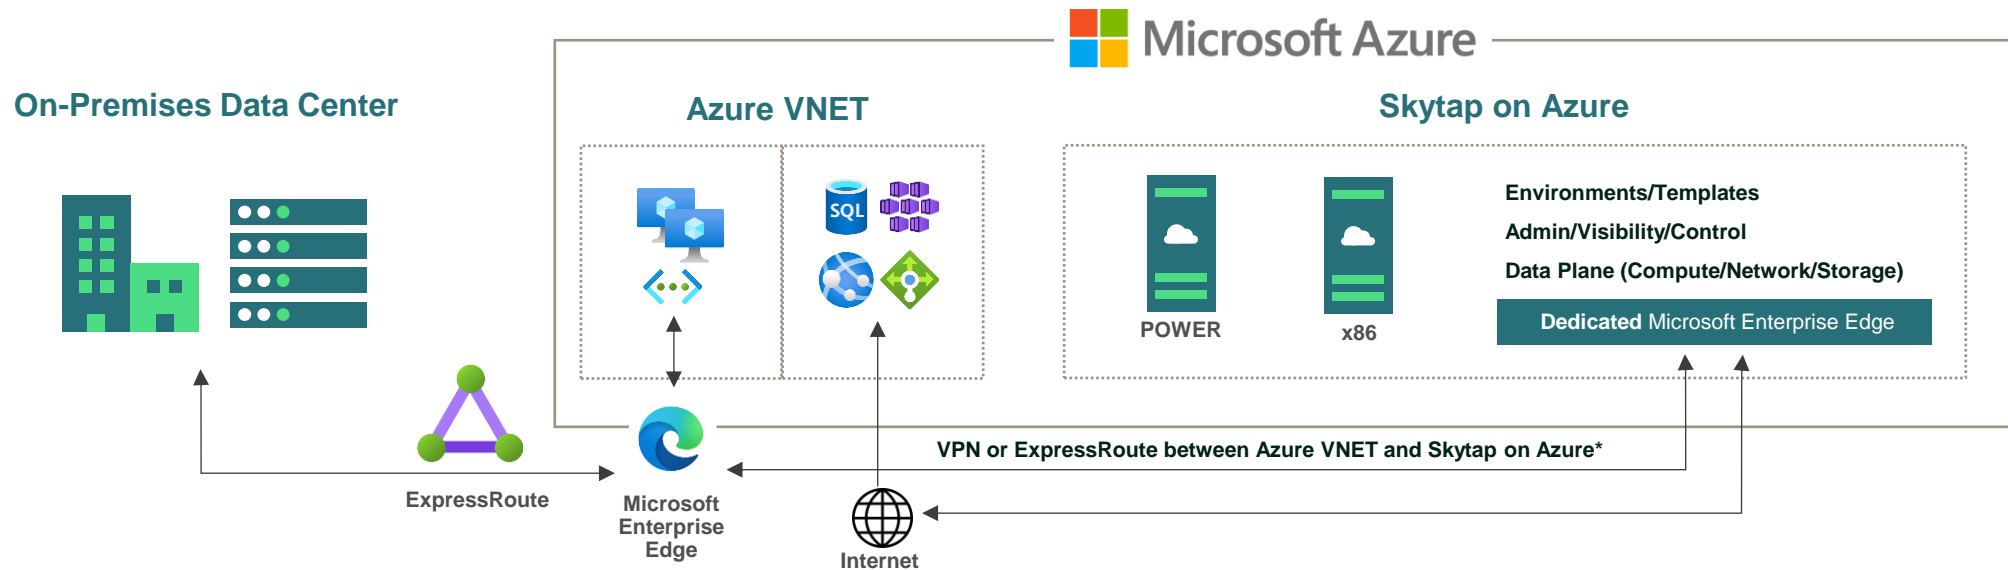 Microsoft Azure
On-Premises Data Center
Azure VNET
Skytap on Azure
SQL
Environments/Templates
Admin/Visibility/Control
Data Plane (Compute/Network/Storage)
Dedicated Microsoft Enterprise Edge
POWER
x86
VPN or ExpressRoute between Azure VNET and Skytap on Azure*
ExpressRoute
Microsoft
Enterprise
Edge
Internet